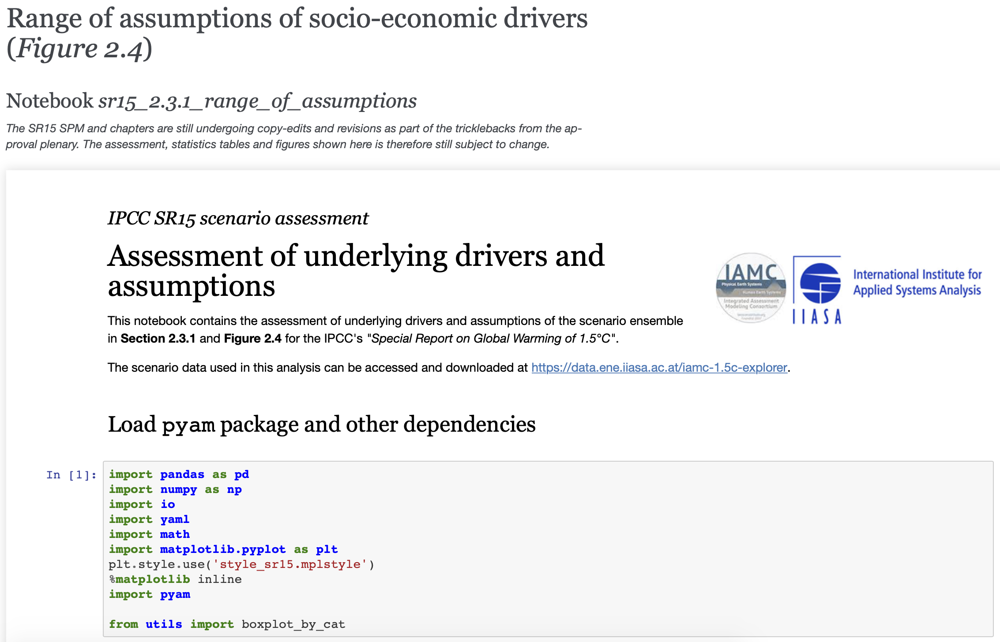 Range of assumptions of socio-economic drivers
(Figure 2.4)
Notebook sr15_2.3.1_range_of_assumptions
The SR15 SPM and chapters are still undergoing copy-edits and revisions as part of the tricklebacks from the ap-
proval plenary. The assessment, statistics tables and figures shown here is therefore still subject to change.
IPCC SR15 scenario assessment
Assessment of underlying drivers and
assumptions
IAMC
Physical Earth Systems
Human Earth Systems
Integrated Assessment
Modeling Consortium
International Institute for
Applied Systems Analysis
IIASA
This notebook contains the assessment of underlying drivers and assumptions of the scenario ensemble
in Section 2.3.1 and Figure 2.4 for the IPCC's "Special Report on Global Warming of 1.5°C".
The scenario data used in this analysis can be accessed and downloaded at https://data.ene.iiasa.ac.at/iamc-1.5c-explorer.
Load pyam package and other dependencies
In [1]:
import pandas as pd
import numpy as np
import io
import yaml
import math
import matplotlib.pyplot as plt
plt.style.use('style_sr15.mplstyle')
%matplotlib inline
import pyam
from utils import boxplot_by_cat